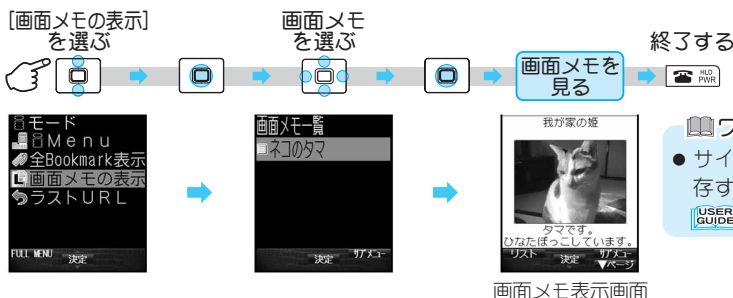 [画面メモの表示]
を選ぶ
画面メモ
を選ぶ
画面メモを
見る
終了する
HLD
PWR
iモード
iMenu
全Bookmark表示
画面メモの表示
ラストURL
FULL MENU 決定
画面メモ一覧
ネコのタマ
決定 サブメニュー
我が家の姫
タマです。
ひなたぼっこしています。
リスト 決定 サブメニュー
▼ページ
画面メモ表示画面
● サイ
存す
USER
GUIDE